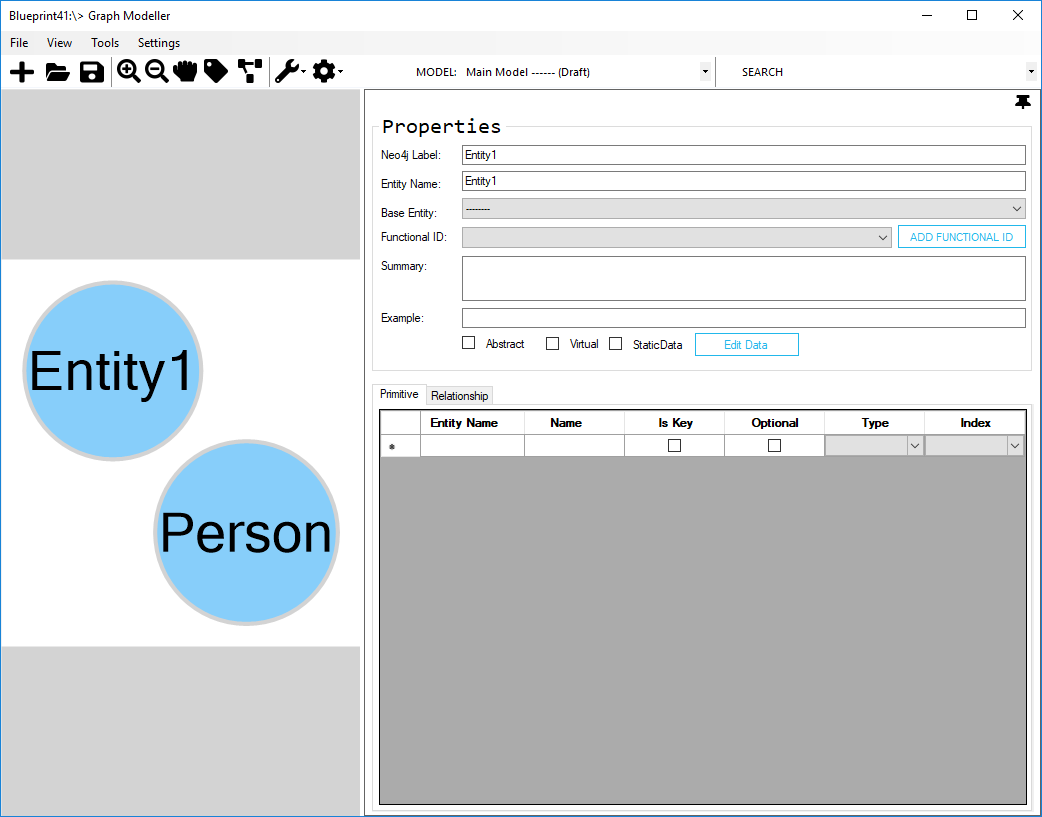 Blueprint41:\> Graph Modeller
File View Tools Settings
MODEL: Main Model ------ (Draft) SEARCH
Properties
Neo4j Label: Entity1
Entity Name: Entity1
Base Entity: --------
Functional ID: ADD FUNCTIONAL ID
Summary:
Example:
Abstract Virtual StaticData Edit Data
Primitive Relationship
Entity Name Name Is Key Optional Type Index
*
Entity1
Person